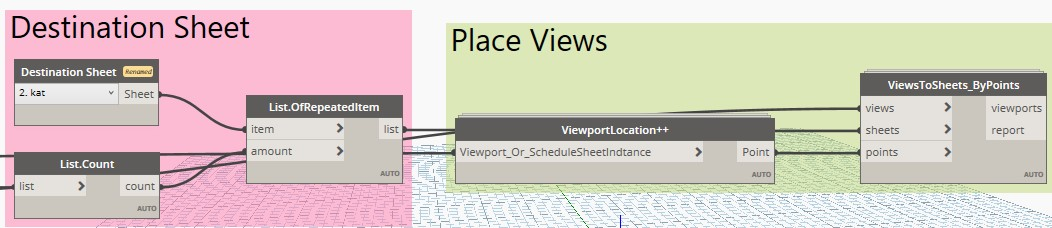 Destination Sheet
Destination Sheet Renamed
2. kat
Sheet
List.Count
list
count
AUTO
List.OfRepeatedItem
item
list
amount
AUTO
Place Views
ViewportLocation++
Viewport_Or_ScheduleSheetIndtance
Point
AUTO
ViewsToSheets_ByPoints
views
viewports
sheets
report
points
AUTO